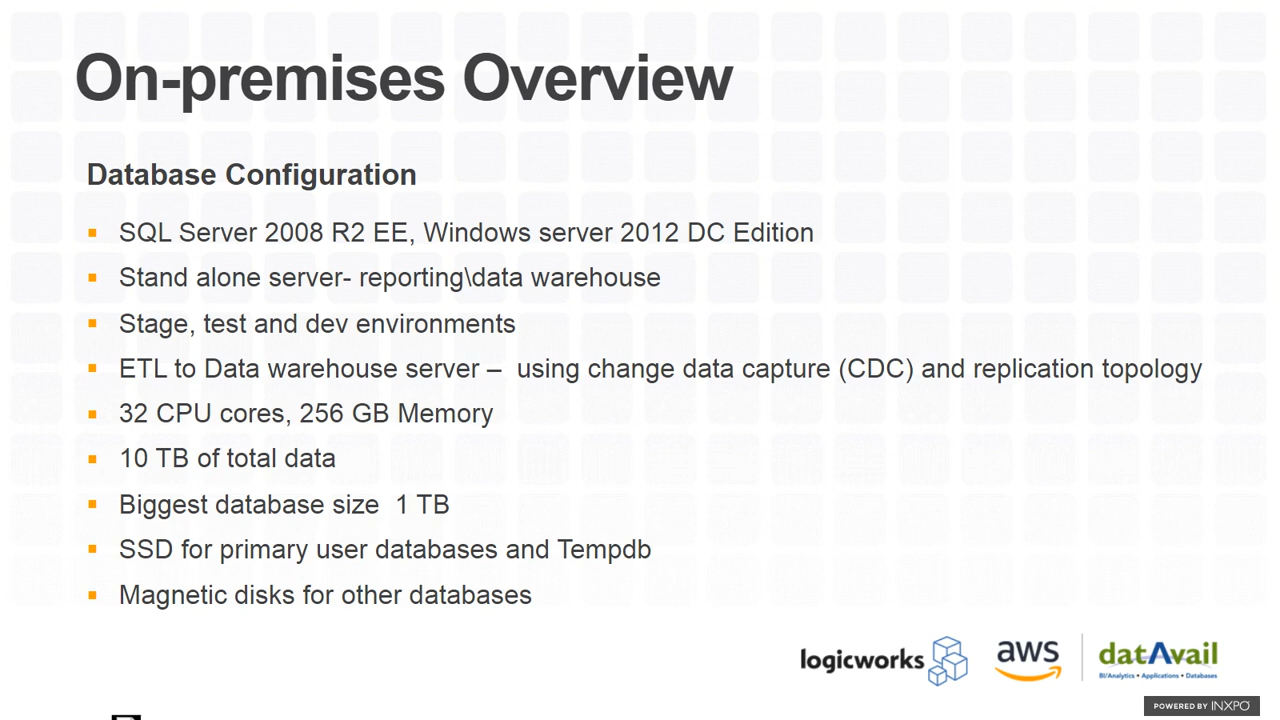 On-premises Overview
Database Configuration
SQL Server 2008 R2 EE, Windows server 2012 DC Edition
Stand alone server- reporting\data warehouse
Stage, test and dev environments
ETL to Data warehouse server –  using change data capture (CDC) and replication topology
32 CPU cores, 256 GB Memory
10 TB of total data
Biggest database size  1 TB
SSD for primary user databases and Tempdb
Magnetic disks for other databases
logicworks
aws
datAvail
BI/Analytics • Applications • Databases
POWERED BY INXPO